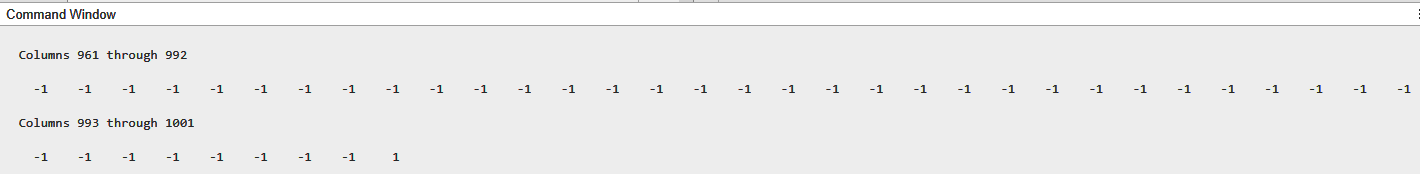 Command Window
Columns 961 through 992
-1 -1 -1 -1 -1 -1 -1 -1 -1 -1 -1 -1 -1 -1 -1 -1 -1 -1 -1 -1 -1 -1 -1 -1 -1 -1 -1 -1 -1 -1 -1 -1
Columns 993 through 1001
-1 -1 -1 -1 -1 -1 -1 -1 1